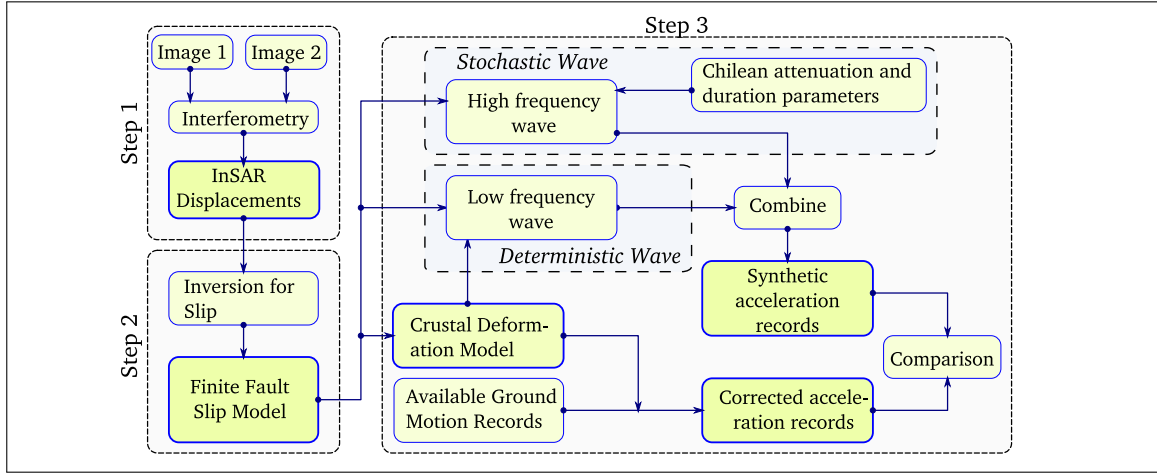 Step 1
Image 1
Image 2
Interferometry
InSAR
Displacements
Step 2
Inversion for
Slip
Finite Fault
Slip Model
Step 3
Stochastic Wave
High frequency
wave
Chilean attenuation and
duration parameters
Low frequency
wave
Deterministic Wave
Combine
Synthetic
acceleration
records
Crustal Deform-
ation Model
Available Ground
Motion Records
Corrected accele-
ration records
Comparison